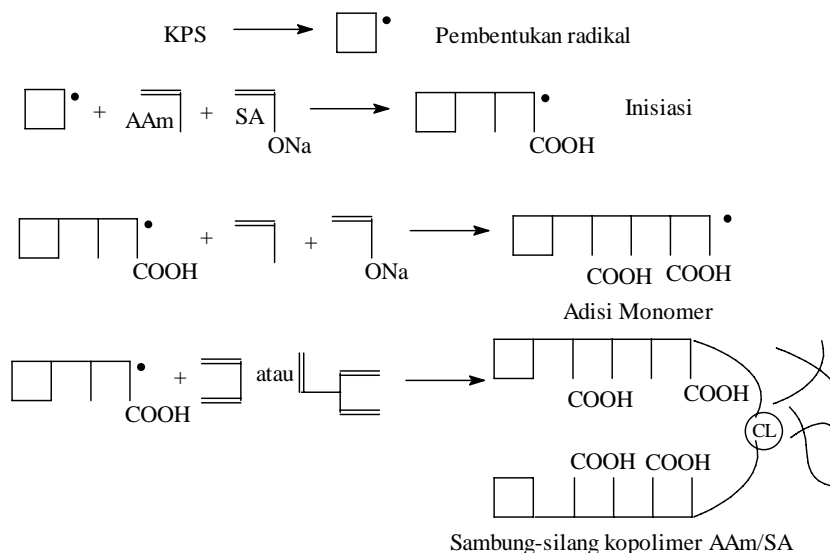 KPS Pembentukan radikal
+ AAm + SA Inisiasi
ONa COOH
+ +
COOH ONa COOH COOH
Adisi Monomer
+ atau
COOH COOH COOH
CL
COOH COOH
Sambung-silang kopolimer AAm/SA